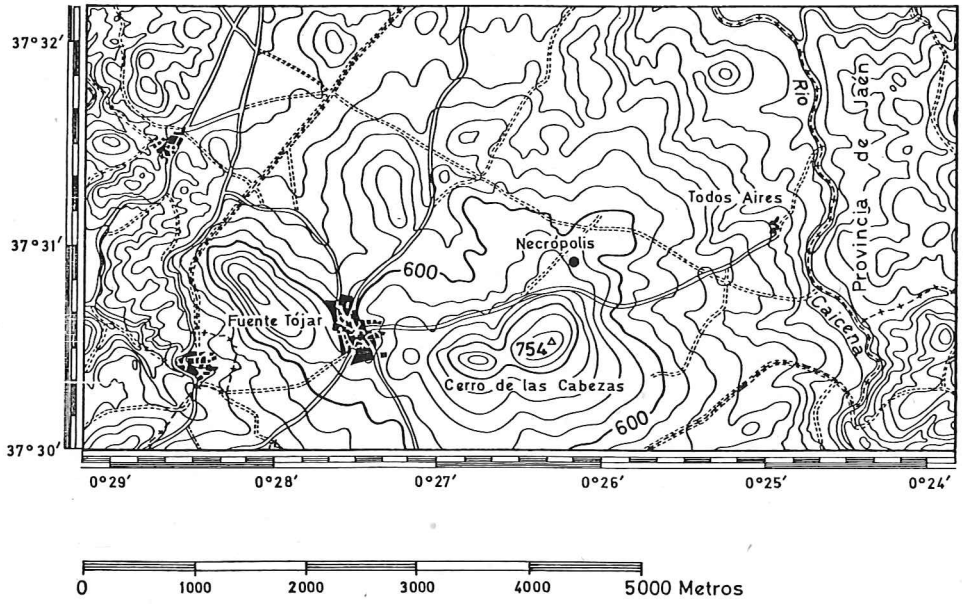 37°32′
Río
Provincia de Jaén
Todos Aires
37°31′
Necrópolis
600
Fuente Tójar
754
Caicena
Cerro de las Cabezas
600
37°30′
0°29′ 0°28′ 0°27′ 0°26′ 0°25′ 0°24′
0 1000 2000 3000 4000 5000 Metros